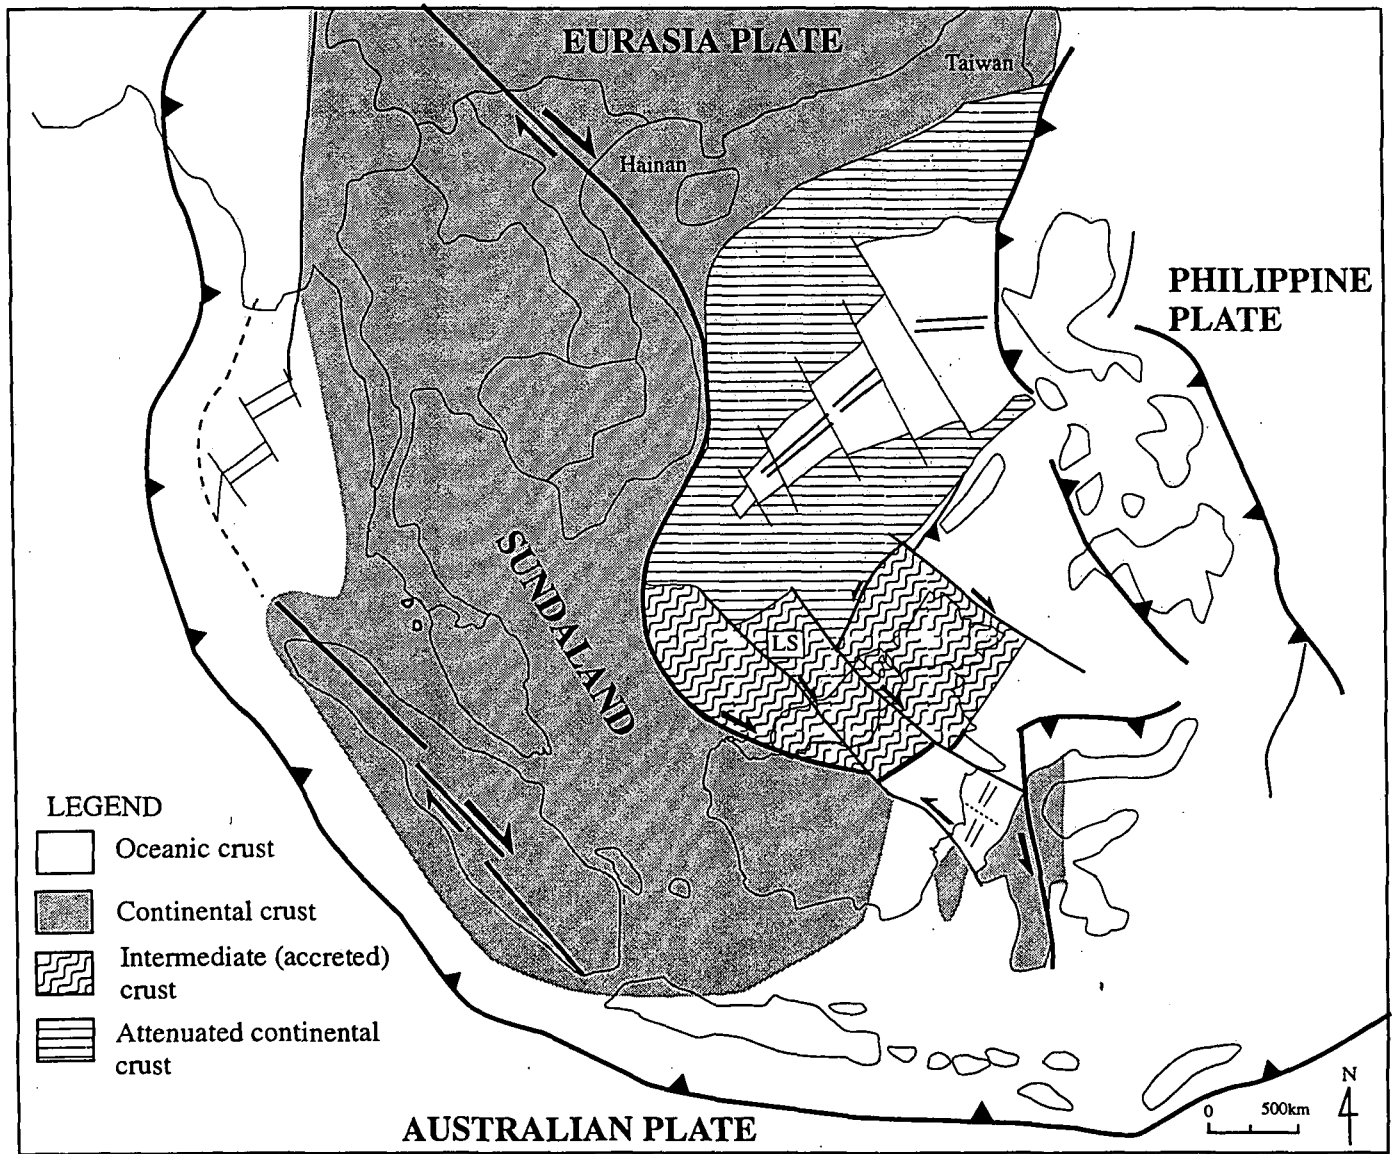 EURASIA PLATE
Taiwan
Hainan
PHILIPPINE
PLATE
SUNDALAND
LS
LEGEND
Oceanic crust
Continental crust
Intermediate (accreted)
crust
Attenuated continental
crust
AUSTRALIAN PLATE
N
0 500km